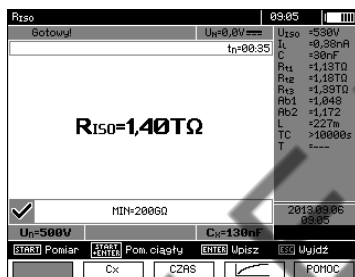 RISO 09:05
Gotowy! UN=0,0V
tn=00:35
UISO =530V
IL =0,38nA
C =30nF
Rt1 =1,13TΩ
Rt2 =1,18TΩ
Rt3 =1,39TΩ
Ab1 =1,048
Ab2 =1,172
L =227m
TC >10000s
T =---
RISO=1,40TΩ
MIN=200GΩ
2013.09.06
09:05
Un=500V CX=130nF
START Pomiar START+ENTER Pom. ciągły ENTER Wpisz ESC Wyjdź
Cx CZAS POMOC